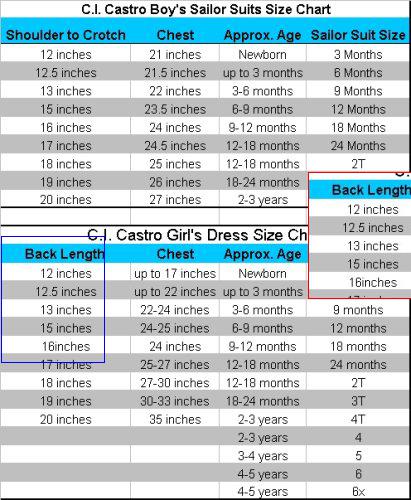 C.I. Castro Boy's Sailor Suits Size Chart
Shoulder to Crotch Chest Approx. Age Sailor Suit Size
12 inches 21 inches Newborn 3 Months
12.5 inches 21.5 inches up to 3 months 6 Months
13 inches 22 inches 3-6 months 9 Months
15 inches 23.5 inches 6-9 months 12 Months
16 inches 24 inches 9-12 months 18 Months
17 inches 24.5 inches 12-18 months 24 Months
18 inches 25 inches 12-18 months 2T
19 inches 26 inches 18-24 months
20 inches 27 inches 2-3 years
Back Length
12 inches
12.5 inches
13 inches
15 inches
16inches
C.I. Castro Girl's Dress Size Ch
Back Length Chest Approx. Age
12 inches up to 17 inches Newborn
12.5 inches up to 22 inches up to 3 months
13 inches 22-24 inches 3-6 months 9 months
15 inches 24-25 inches 6-9 months 12 months
16inches 24 inches 9-12 months 18 months
17 inches 25-27 inches 12-18 months 24 months
18 inches 27-30 inches 12-18 months 2T
19 inches 30-33 inches 18-24 months 3T
20 inches 35 inches 2-3 years 4T
2-3 years 4
3-4 years 5
4-5 years 6
4-5 years 6x